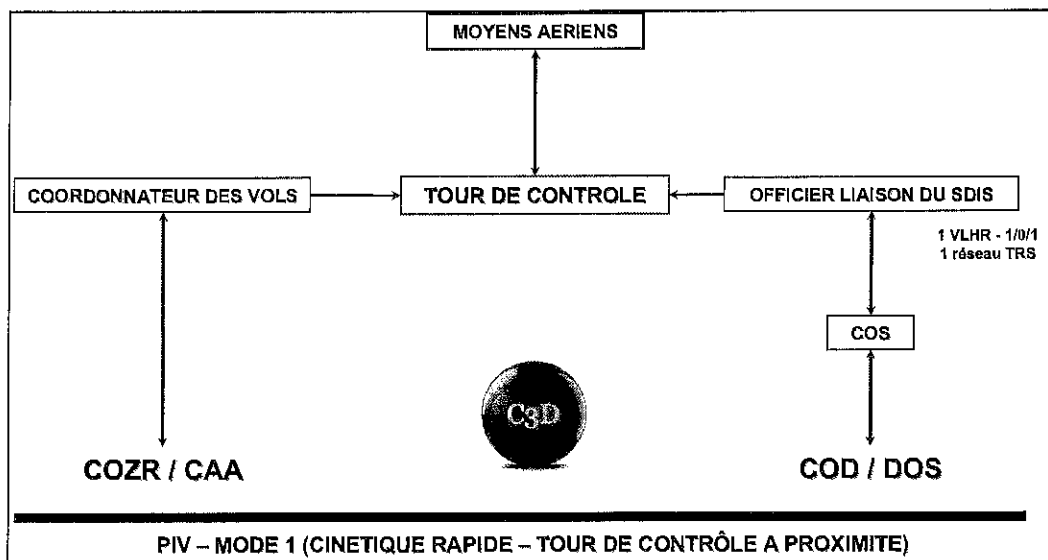 MOYENS AERIENS
COORDONNATEUR DES VOLS
TOUR DE CONTROLE
OFFICIER LIAISON DU SDIS
1 VLHR - 1/0/1
1 réseau TRS
COS
C3D
COZR / CAA
COD / DOS
PIV – MODE 1 (CINETIQUE RAPIDE – TOUR DE CONTRÔLE A PROXIMITE)